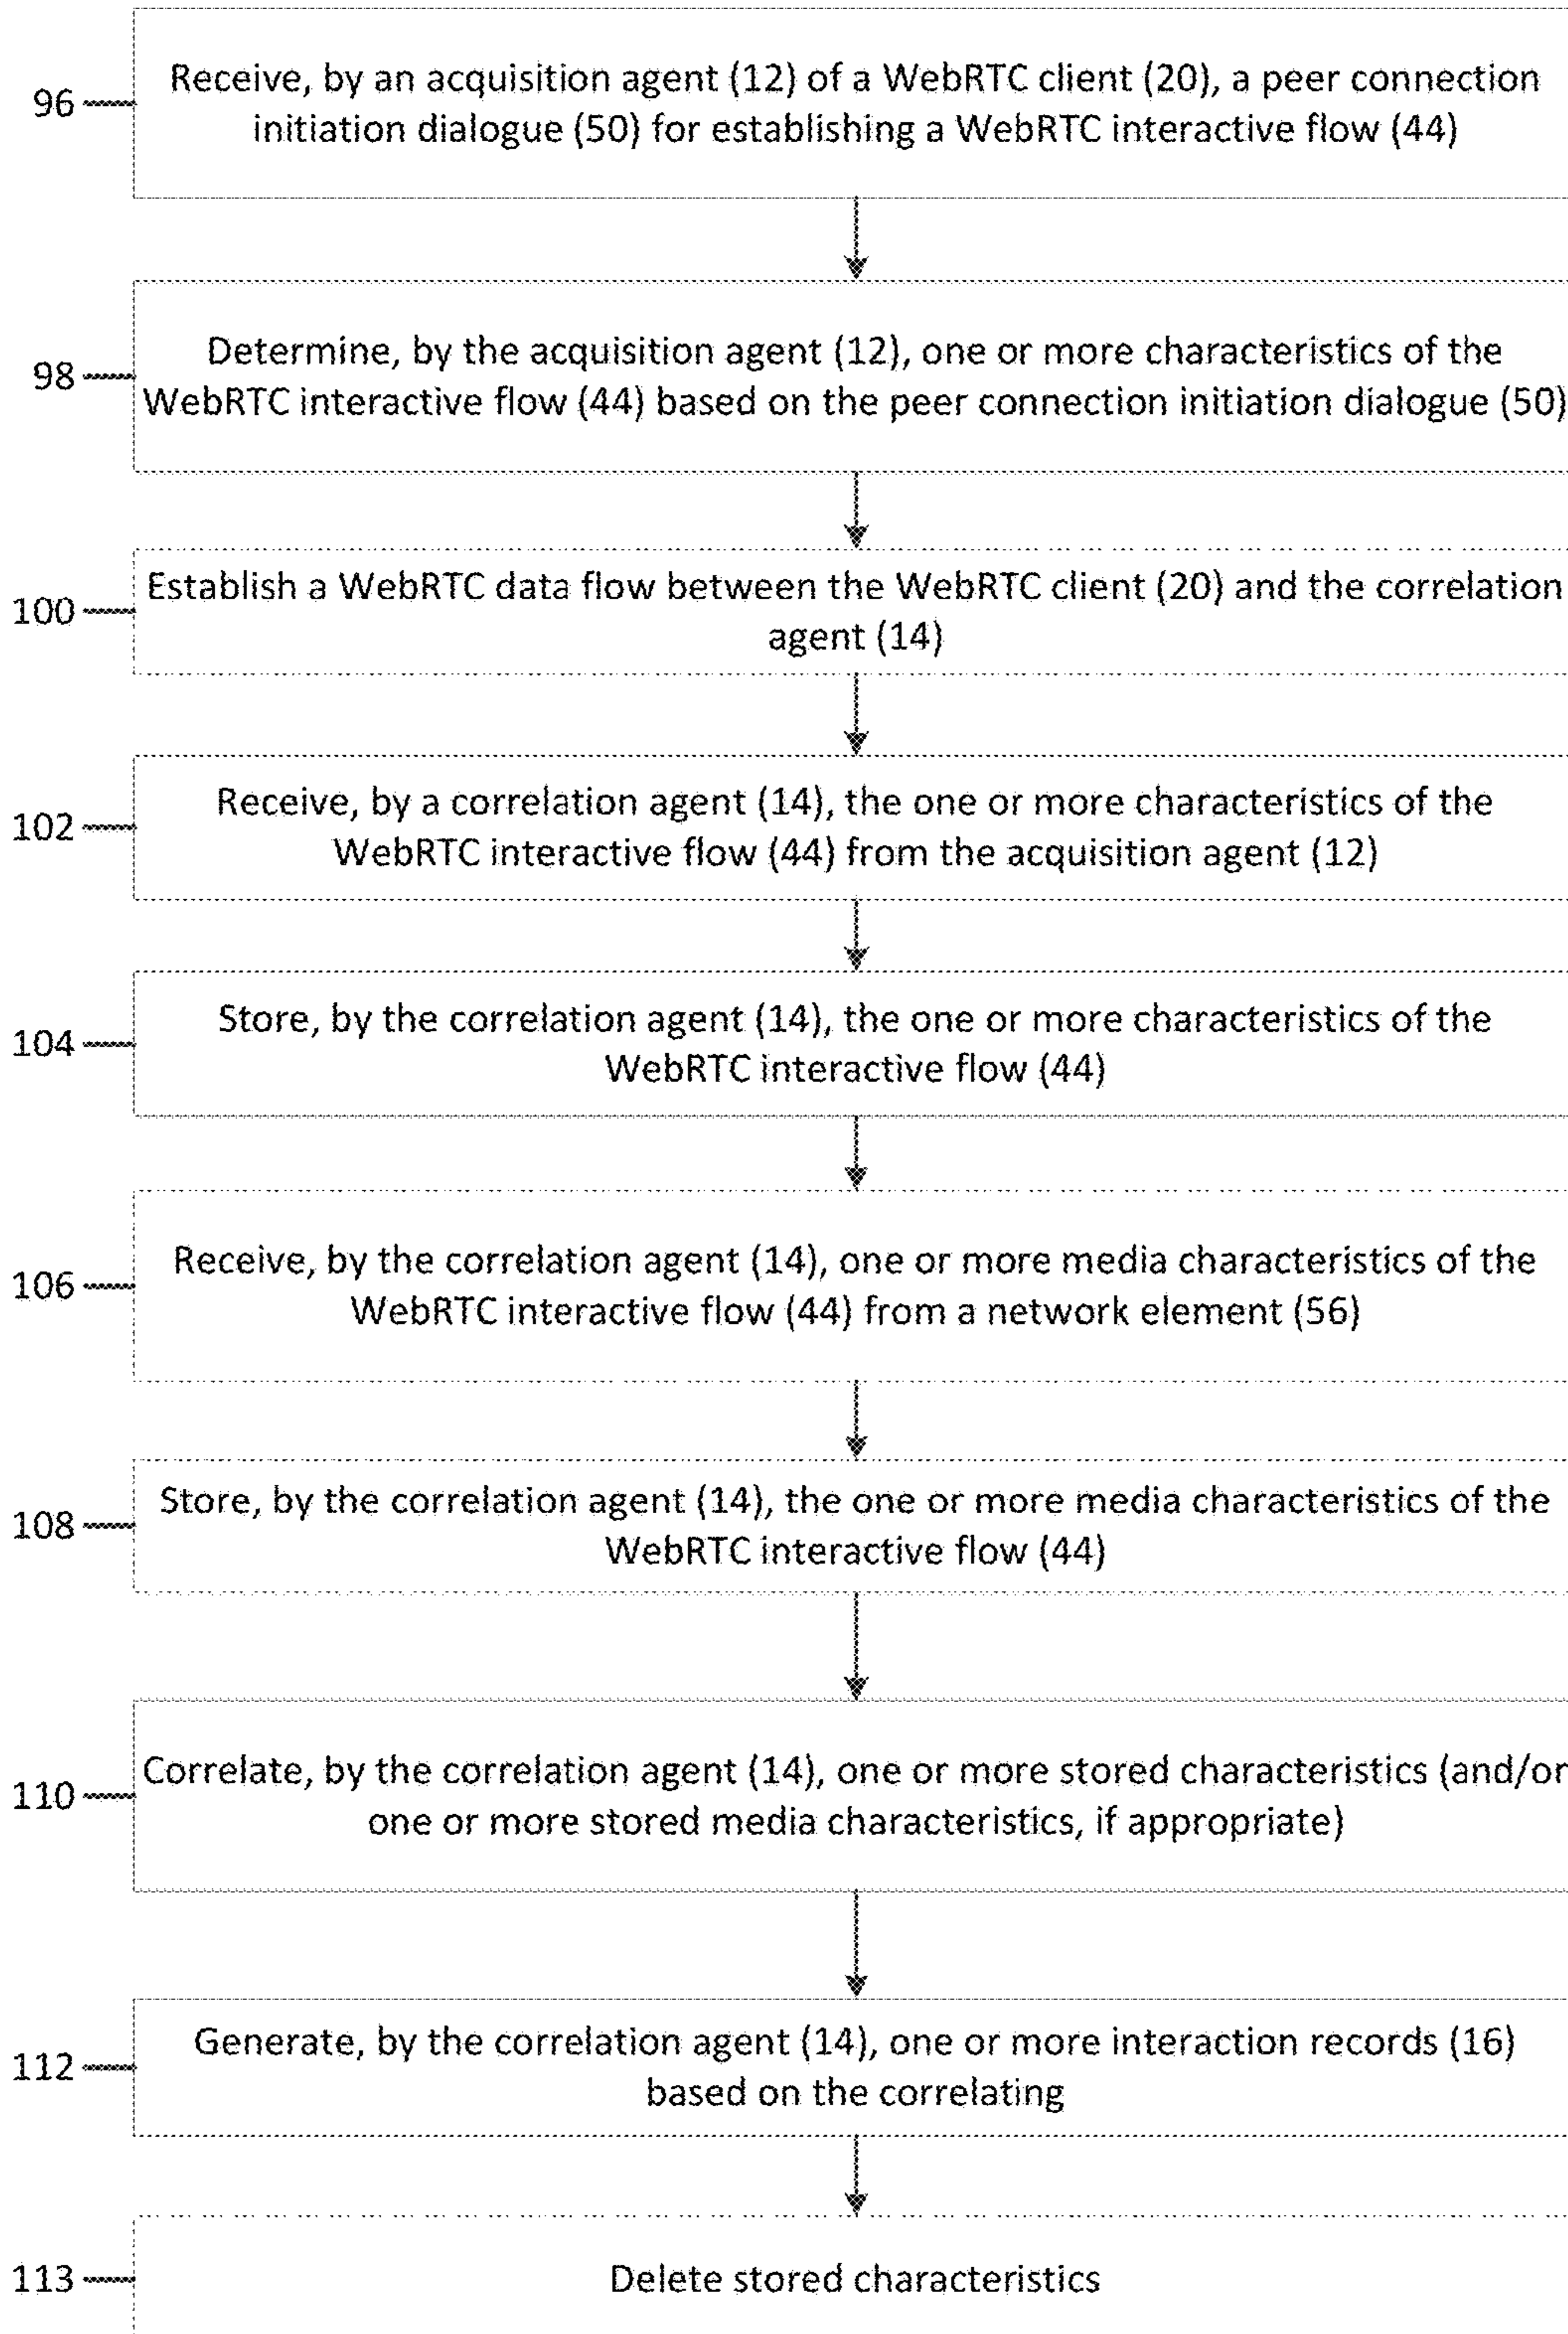 96
Receive, by an acquisition agent (12) of a WebRTC client (20), a peer connection
initiation dialogue (50) for establishing a WebRTC interactive flow (44)
98
Determine, by the acquisition agent (12), one or more characteristics of the
WebRTC interactive flow (44) based on the peer connection initiation dialogue (50)
100
Establish a WebRTC data flow between the WebRTC client (20) and the correlation
agent (14)
102
Receive, by a correlation agent (14), the one or more characteristics of the
WebRTC interactive flow (44) from the acquisition agent (12)
104
Store, by the correlation agent (14), the one or more characteristics of the
WebRTC interactive flow (44)
106
Receive, by the correlation agent (14), one or more media characteristics of the
WebRTC interactive flow (44) from a network element (56)
108
Store, by the correlation agent (14), the one or more media characteristics of the
WebRTC interactive flow (44)
110
Correlate, by the correlation agent (14), one or more stored characteristics (and/or
one or more stored media characteristics, if appropriate)
112
Generate, by the correlation agent (14), one or more interaction records (16)
based on the correlating
113
Delete stored characteristics